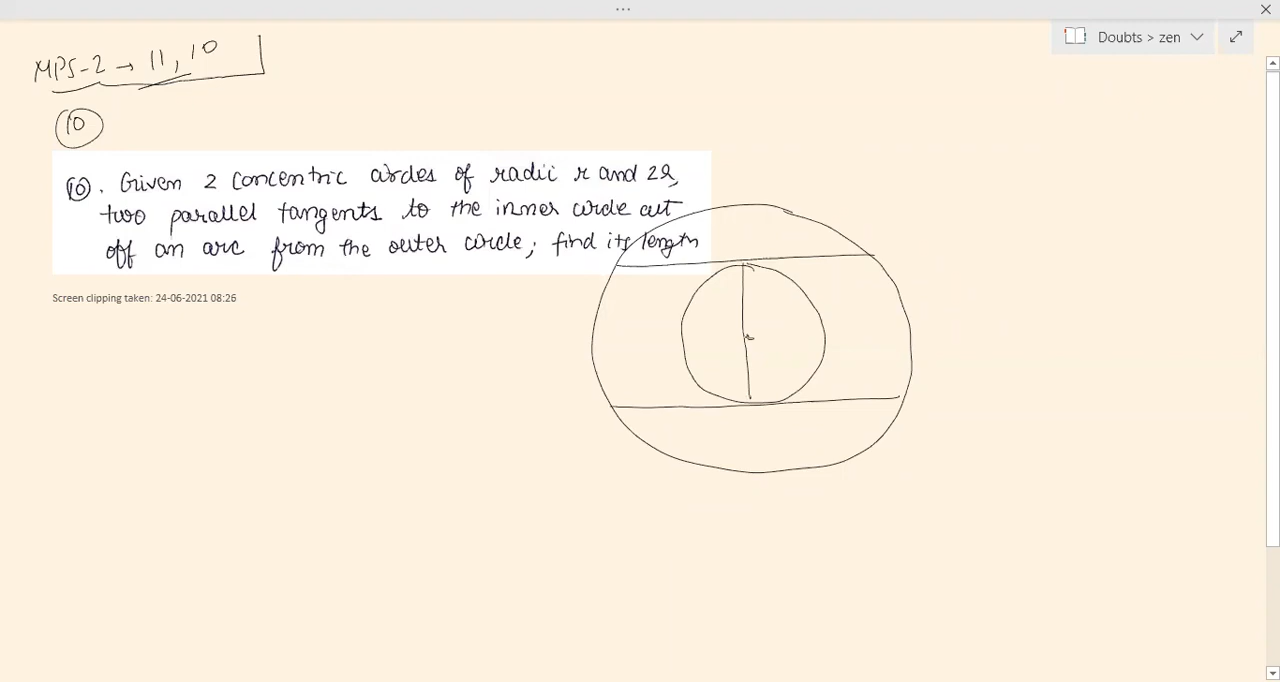 Doubts > zen
MPS-2 → 11, 10
10
10. Given 2 concentric circles of radii r and 2r,
two parallel tangents to the inner circle cut
off an arc from the outer circle; find its length
Screen clipping taken: 24-06-2021 08:26